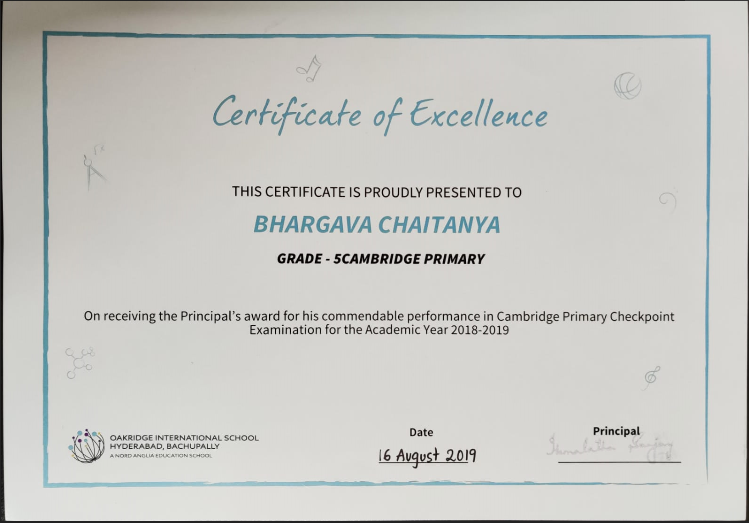 Certificate of Excellence
THIS CERTIFICATE IS PROUDLY PRESENTED TO
BHARGAVA CHAITANYA
GRADE - 5CAMBRIDGE PRIMARY
On receiving the Principal's award for his commendable performance in Cambridge Primary Checkpoint
Examination for the Academic Year 2018-2019
OAKRIDGE INTERNATIONAL SCHOOL
HYDERABAD, BACHUPALLY
A NORD ANGLIA EDUCATION SCHOOL
Date
16 August 2019
Principal